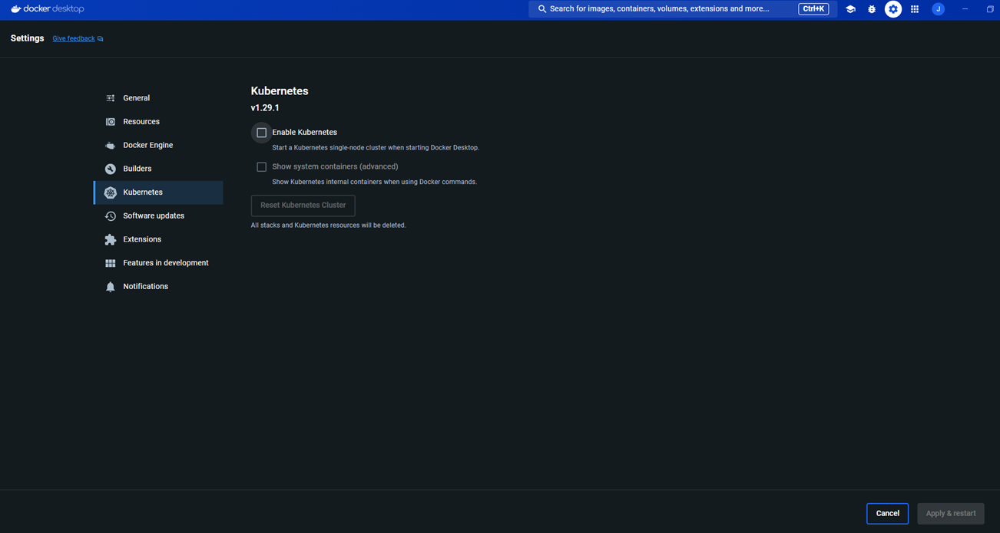 docker desktop
Search for images, containers, volumes, extensions and more...
Ctrl+K
J
Settings
Give feedback
General
Resources
Docker Engine
Builders
Kubernetes
Software updates
Extensions
Features in development
Notifications
Kubernetes
v1.29.1
Enable Kubernetes
Start a Kubernetes single-node cluster when starting Docker Desktop.
Show system containers (advanced)
Show Kubernetes internal containers when using Docker commands.
Reset Kubernetes Cluster
All stacks and Kubernetes resources will be deleted.
Cancel
Apply & restart